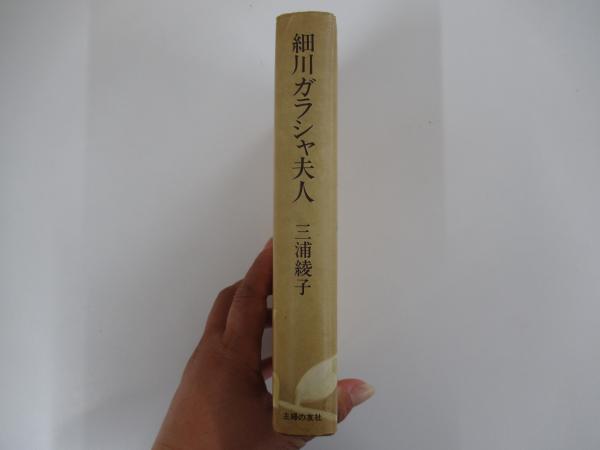 細川ガラシャ夫人
三浦綾子
主婦の友社